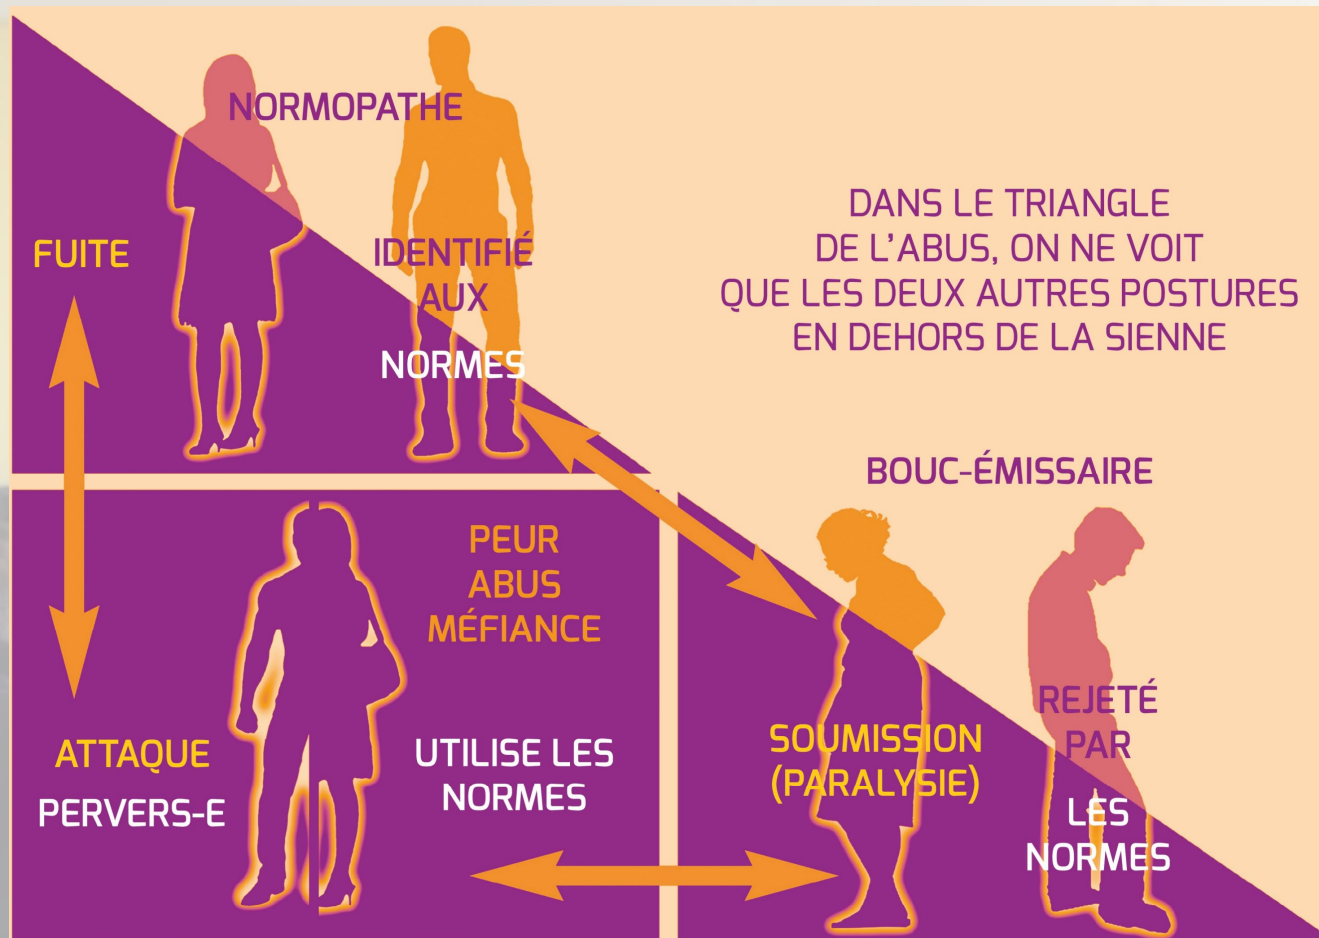 NORMOPATHE
FUITE
IDENTIFIÉ
AUX
NORMES
DANS LE TRIANGLE
DE L'ABUS, ON NE VOIT
QUE LES DEUX AUTRES POSTURES
EN DEHORS DE LA SIENNE
BOUC-ÉMISSAIRE
PEUR
ABUS
MÉFIANCE
ATTAQUE
PERVERS-E
UTILISE LES
NORMES
SOUMISSION
(PARALYSIE)
REJETÉ
PAR
LES
NORMES